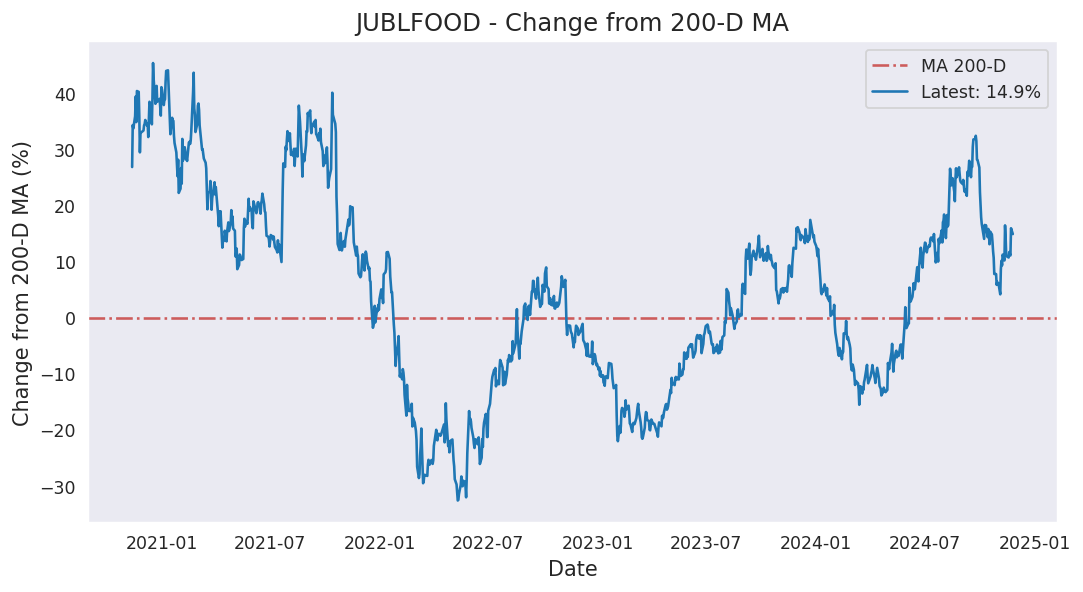 JUBLFOOD - Change from 200-D MA
MA 200-D
Latest: 14.9%
Change from 200-D MA (%)
40
30
20
10
0
−10
−20
−30
2021-01 2021-07 2022-01 2022-07 2023-01 2023-07 2024-01 2024-07 2025-01
Date